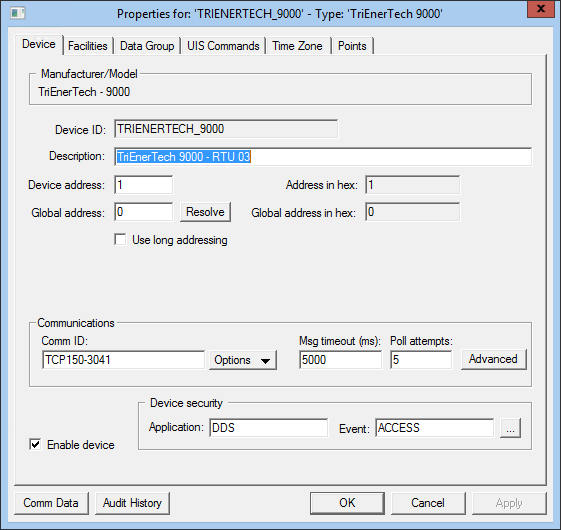 Properties for: 'TRIENERTECH_9000' - Type: 'TriEnerTech 9000'
x
Device Facilities Data Group UIS Commands Time Zone Points
Manufacturer/Model
TriEnerTech - 9000
Device ID: TRIENERTECH_9000
Description: TriEnerTech 9000 - RTU 03
Device address: 1 Address in hex: 1
Global address: 0 Resolve Global address in hex: 0
Use long addressing
Communications
Comm ID: Msg timeout (ms): Poll attempts:
TCP150-3041 Options 5000 5 Advanced
Device security
Application: DDS Event: ACCESS ...
Enable device
Comm Data Audit History OK Cancel Apply